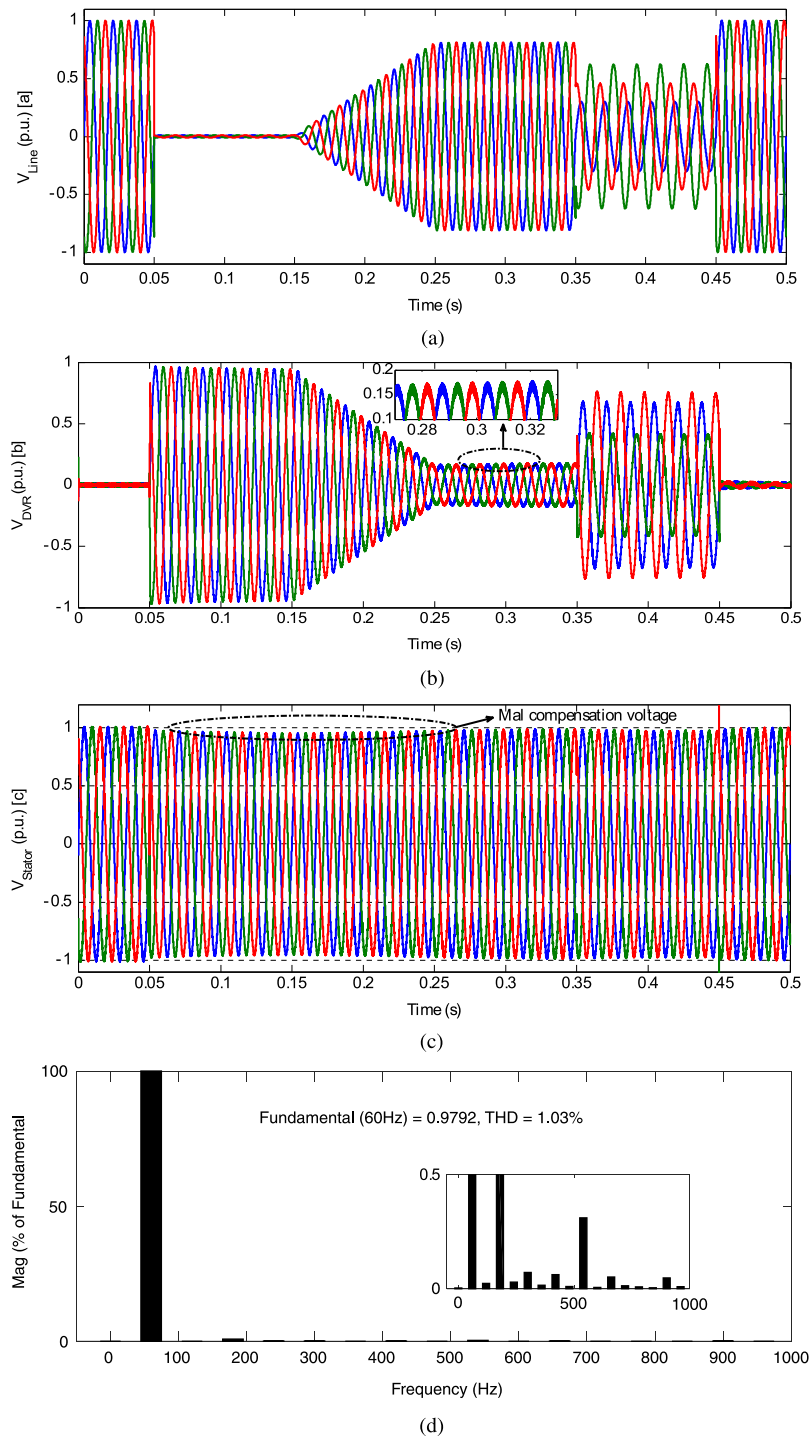 1
0.5
0
-0.5
-1
V_Line (p.u.) [a]
0 0.05 0.1 0.15 0.2 0.25 0.3 0.35 0.4 0.45 0.5
Time (s)
(a)
1
0.5
0
-0.5
-1
V_DVR (p.u.) [b]
0.2
0.15
0.1
0.28 0.3 0.32
0 0.05 0.1 0.15 0.2 0.25 0.3 0.35 0.4 0.45 0.5
Time (s)
(b)
Mal compensation voltage
1
0.5
0
-0.5
-1
V_Stator (p.u.) [c]
0 0.05 0.1 0.15 0.2 0.25 0.3 0.35 0.4 0.45 0.5
Time (s)
(c)
100
50
0
Mag (% of Fundamental
Fundamental (60Hz) = 0.9792, THD = 1.03%
0.5
0
0 500 1000
0 100 200 300 400 500 600 700 800 900 1000
Frequency (Hz)
(d)